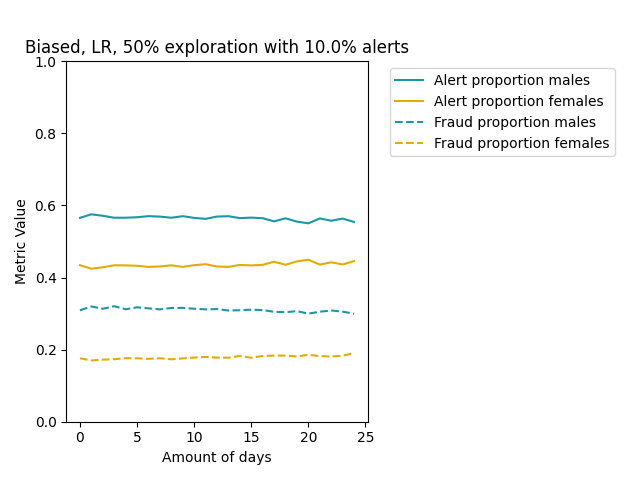 Biased, LR, 50% exploration with 10.0% alerts
1.0
0.8
0.6
0.4
0.2
0.0
Metric Value
0 5 10 15 20 25
Amount of days
Alert proportion males
Alert proportion females
Fraud proportion males
Fraud proportion females